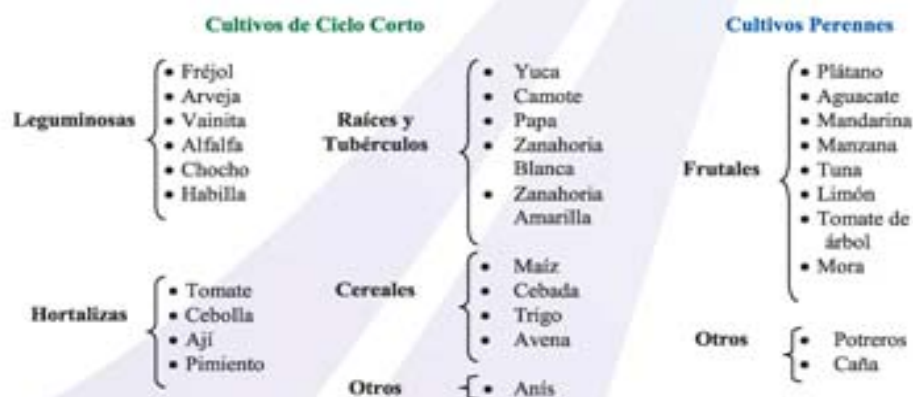 Cultivos de Ciclo Corto
Leguminosas
• Fréjol
• Arveja
• Vainita
• Alfalfa
• Chocho
• Habilla
Hortalizas
• Tomate
• Cebolla
• Ají
• Pimiento
Raíces y
Tubérculos
• Yuca
• Camote
• Papa
• Zanahoria
Blanca
• Zanahoria
Amarilla
Cereales
• Maíz
• Cebada
• Trigo
• Avena
Otros
• Anís
Cultivos Perennes
Frutales
• Plátano
• Aguacate
• Mandarina
• Manzana
• Tuna
• Limón
• Tomate de
árbol
• Mora
Otros
• Potreros
• Caña